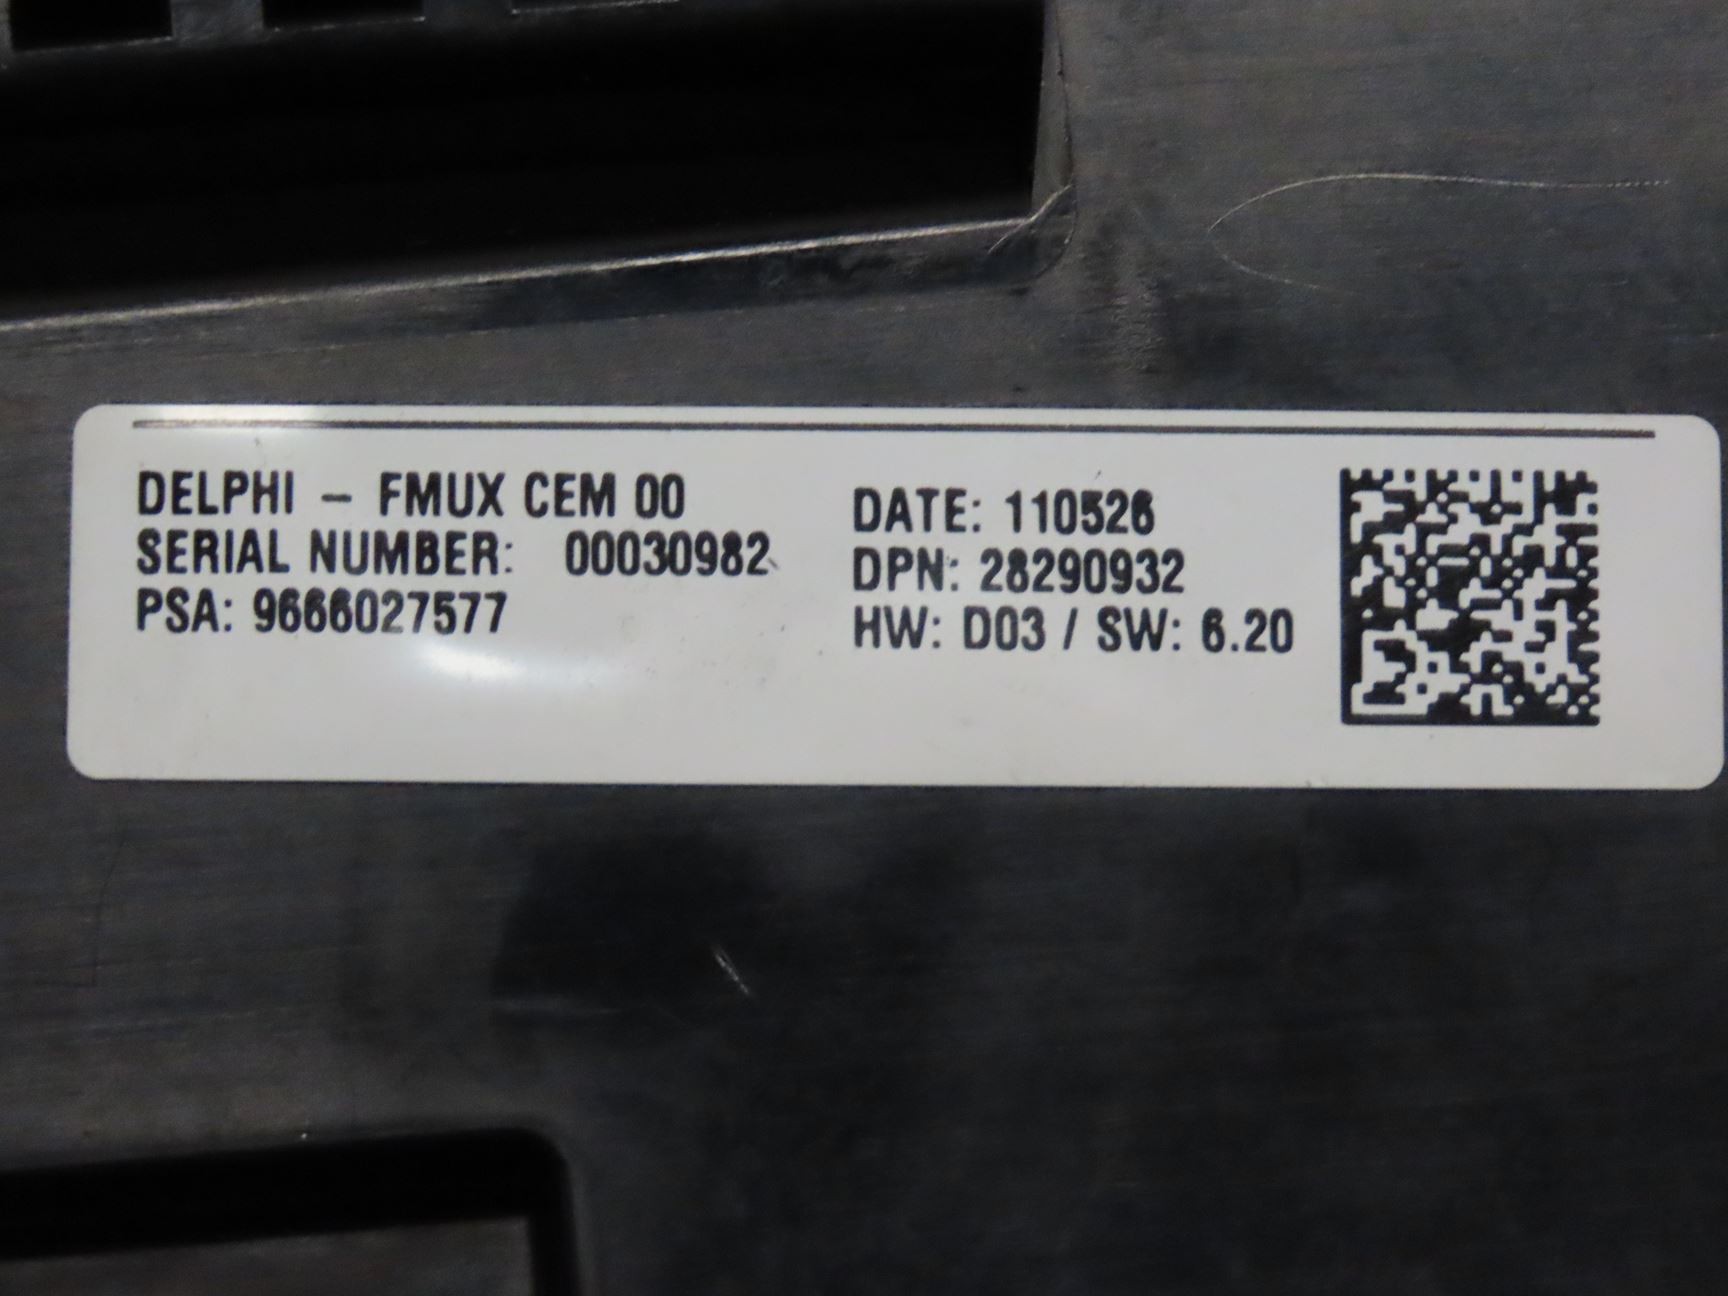 DELPHI - FMUX CEM 00
SERIAL NUMBER: 00030982
PSA: 9666027577
DATE: 110526
DPN: 28290932
HW: D03 / SW: 6.20